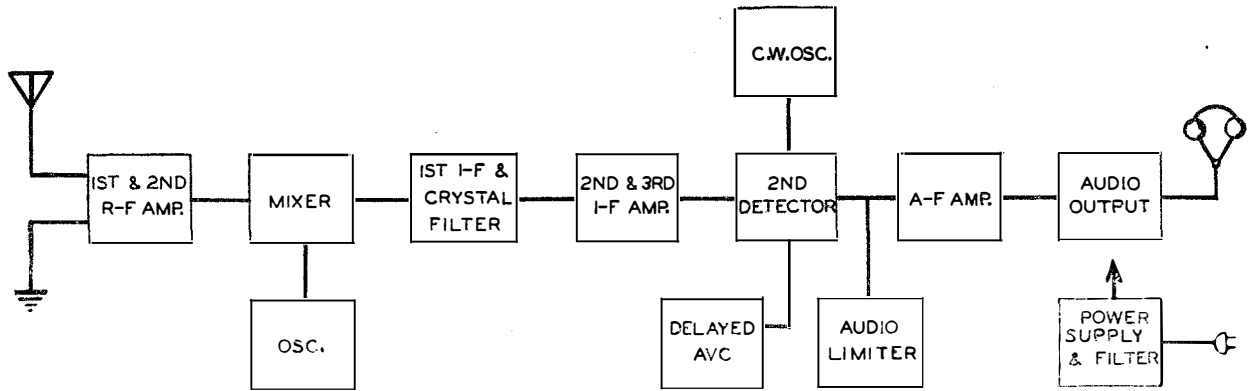 C.W.OSC.
1ST & 2ND
R-F AMP.
MIXER
1ST I-F &
CRYSTAL
FILTER
2ND & 3RD
I-F AMP.
2ND
DETECTOR
A-F AMP.
AUDIO
OUTPUT
OSC.
DELAYED
AVC
AUDIO
LIMITER
POWER
SUPPLY
& FILTER